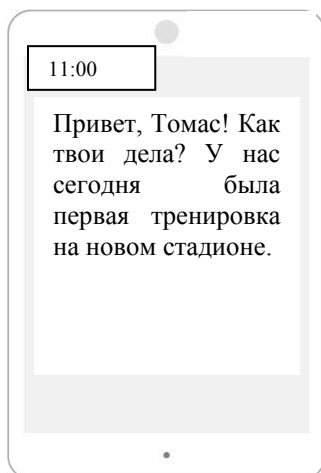 11:00
Привет, Томас! Как
твои дела? У нас
сегодня была
первая тренировка
на новом стадионе.